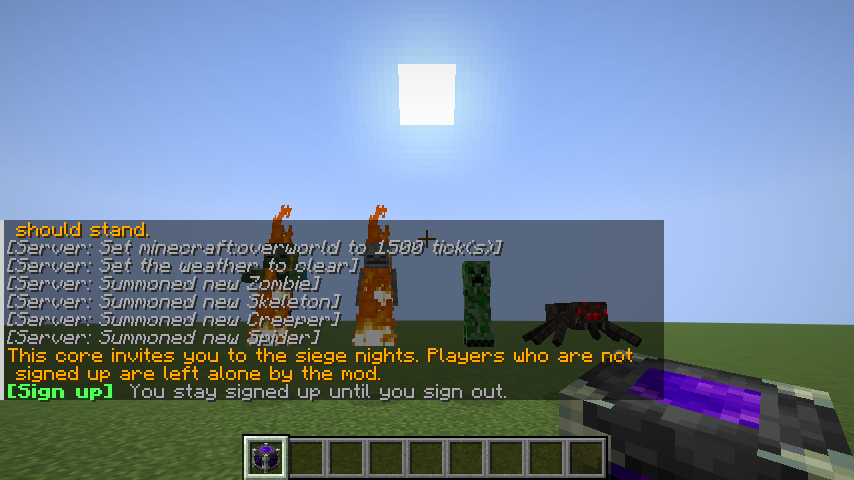 should stand.
[Server: Set minecraft:overworld to 1500 tick(s)]
[Server: Set the weather to clear]
[Server: Summoned new Zombie]
[Server: Summoned new Skeleton]
[Server: Summoned new Creeper]
[Server: Summoned new Spider]
This core invites you to the siege nights. Players who are not
signed up are left alone by the mod.
[Sign up] You stay signed up until you sign out.